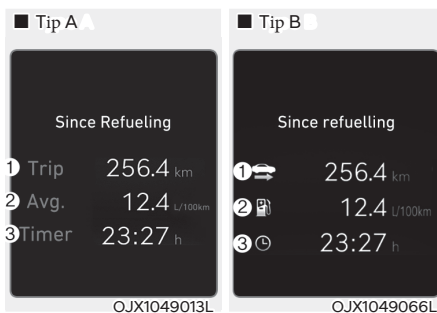 ■ Tip A
Since Refueling
1 Trip 256.4 km
2 Avg. 12.4 L/100km
3 Timer 23:27 h
OJX1049013L
■ Tip B
Since refuelling
1 256.4 km
2 12.4 L/100km
3 23:27 h
OJX1049066L